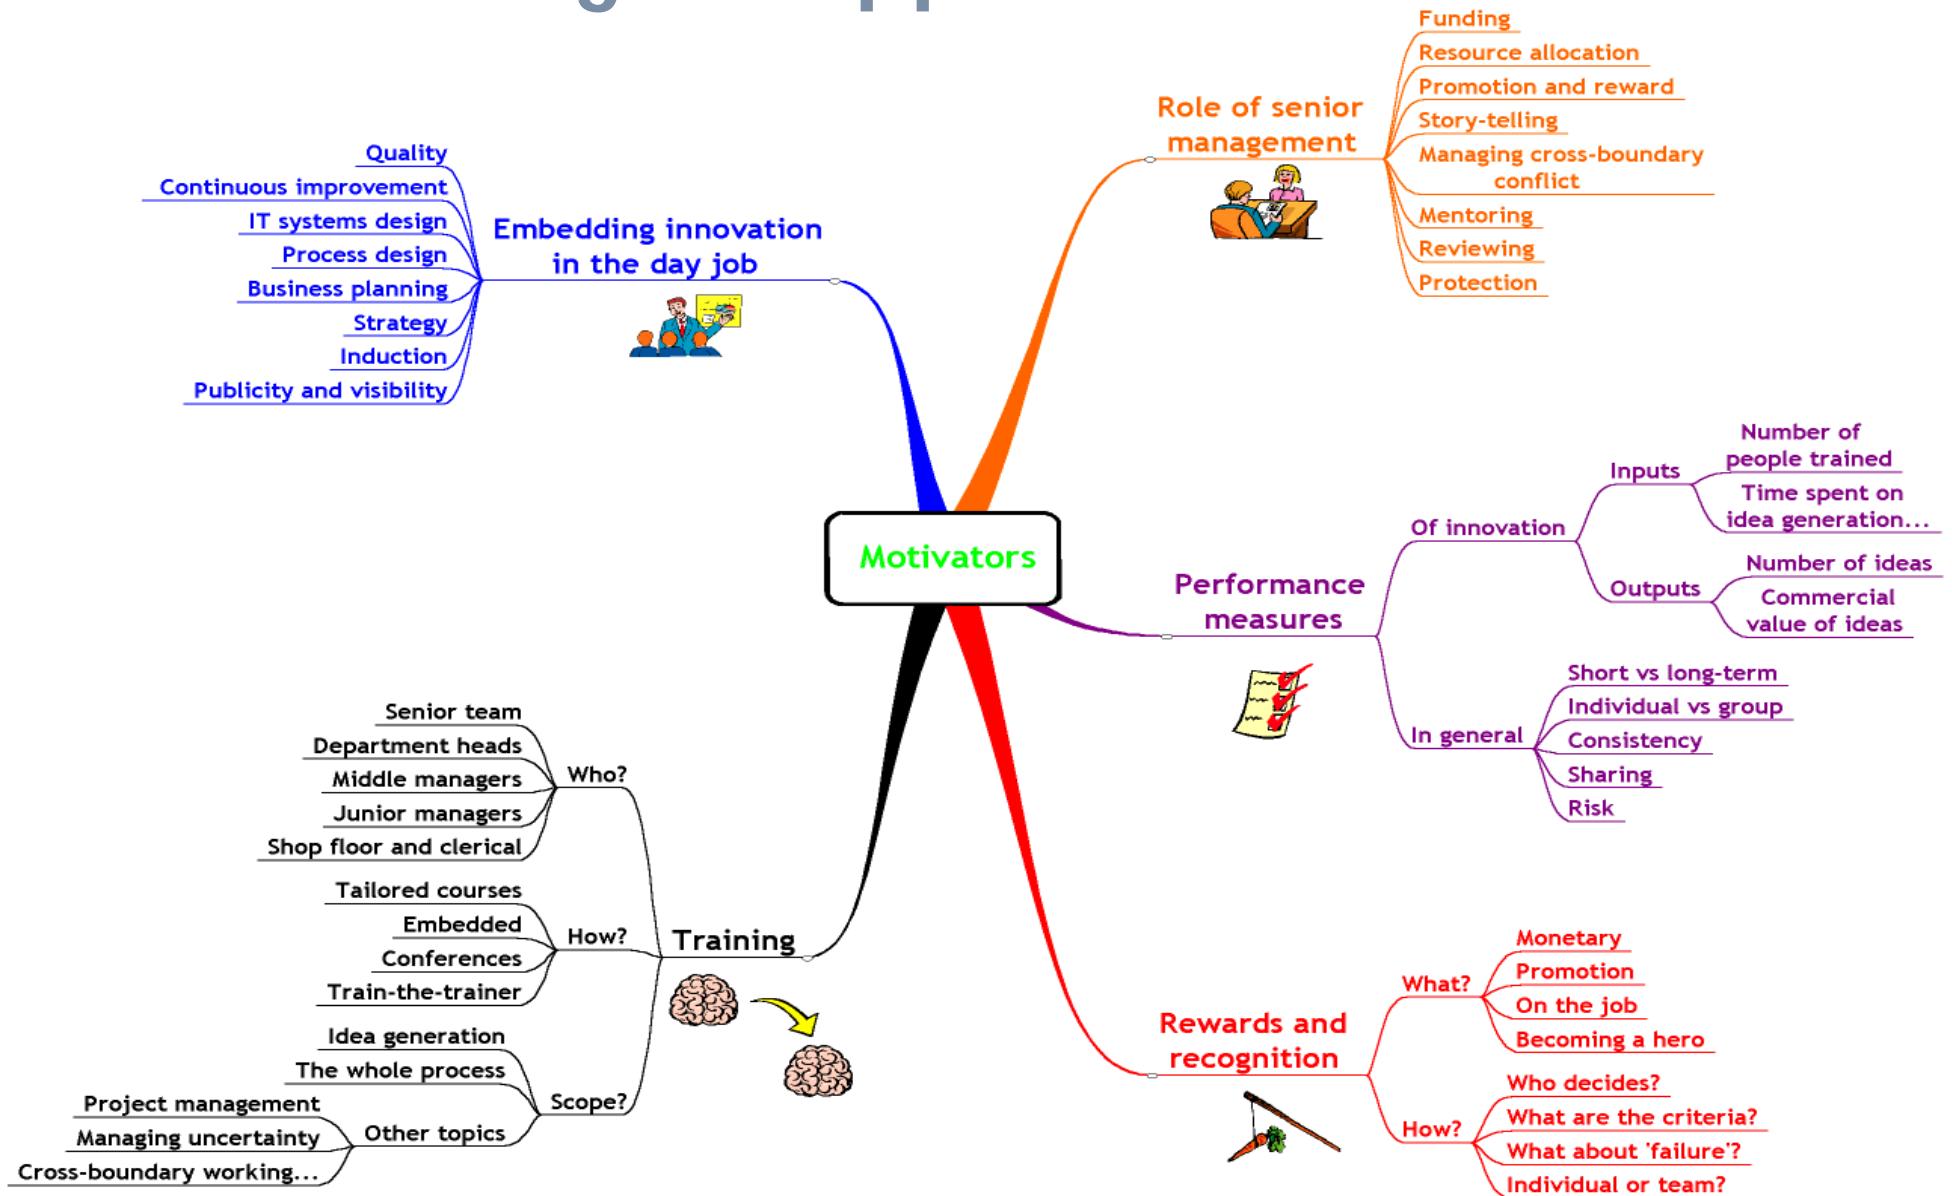 Motivators
Role of senior
management
Funding
Resource allocation
Promotion and reward
Story-telling
Managing cross-boundary
conflict
Mentoring
Reviewing
Protection
Performance
measures
Of innovation
Inputs
Number of
people trained
Time spent on
idea generation...
Outputs
Number of ideas
Commercial
value of ideas
In general
Short vs long-term
Individual vs group
Consistency
Sharing
Risk
Rewards and
recognition
What?
Monetary
Promotion
On the job
Becoming a hero
How?
Who decides?
What are the criteria?
What about 'failure'?
Individual or team?
Training
Who?
Senior team
Department heads
Middle managers
Junior managers
Shop floor and clerical
How?
Tailored courses
Embedded
Conferences
Train-the-trainer
Scope?
Idea generation
The whole process
Other topics
Project management
Managing uncertainty
Cross-boundary working...
Embedding innovation
in the day job
Quality
Continuous improvement
IT systems design
Process design
Business planning
Strategy
Induction
Publicity and visibility